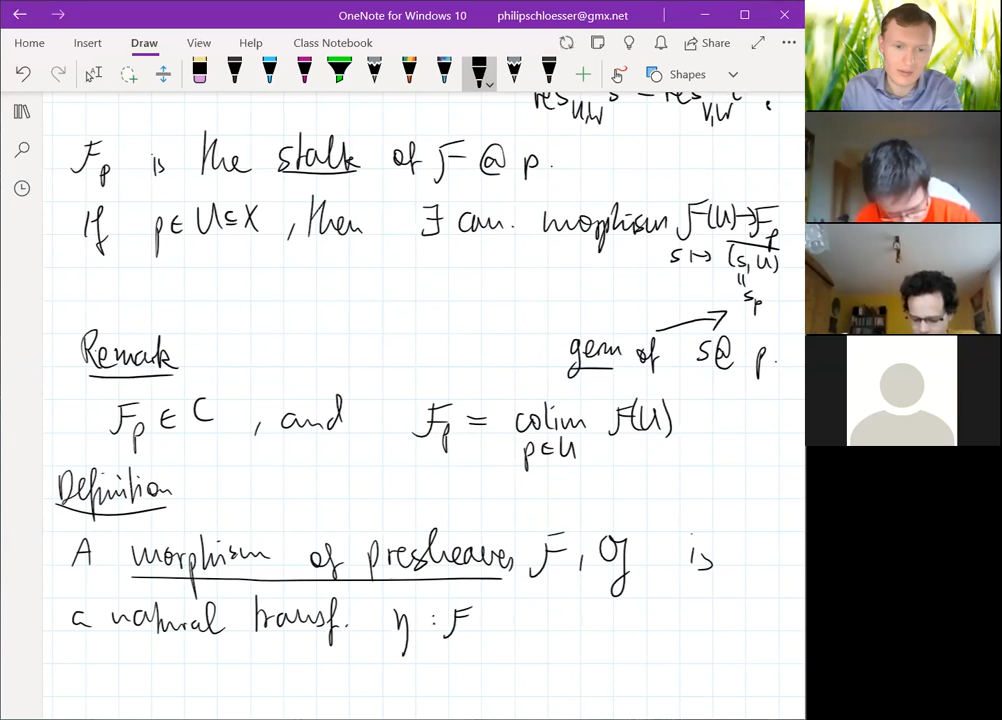 OneNote for Windows 10 philipschloesser@gmx.net
Home Insert Draw View Help Class Notebook Share
Shapes
res_{U,W} s = res_{V,W} t .
F_p is the stalk of F @ p.
If p ∈ U ⊆ X , then ∃ can. morphism F(U) → F_p
s ↦ (s, U)
=
s_p
Remark germ of s @ p.
F_p ∈ C , and F_p = colim F(U)
p ∈ U
Definition
A morphism of presheaves F , G is
a natural transf. η : F